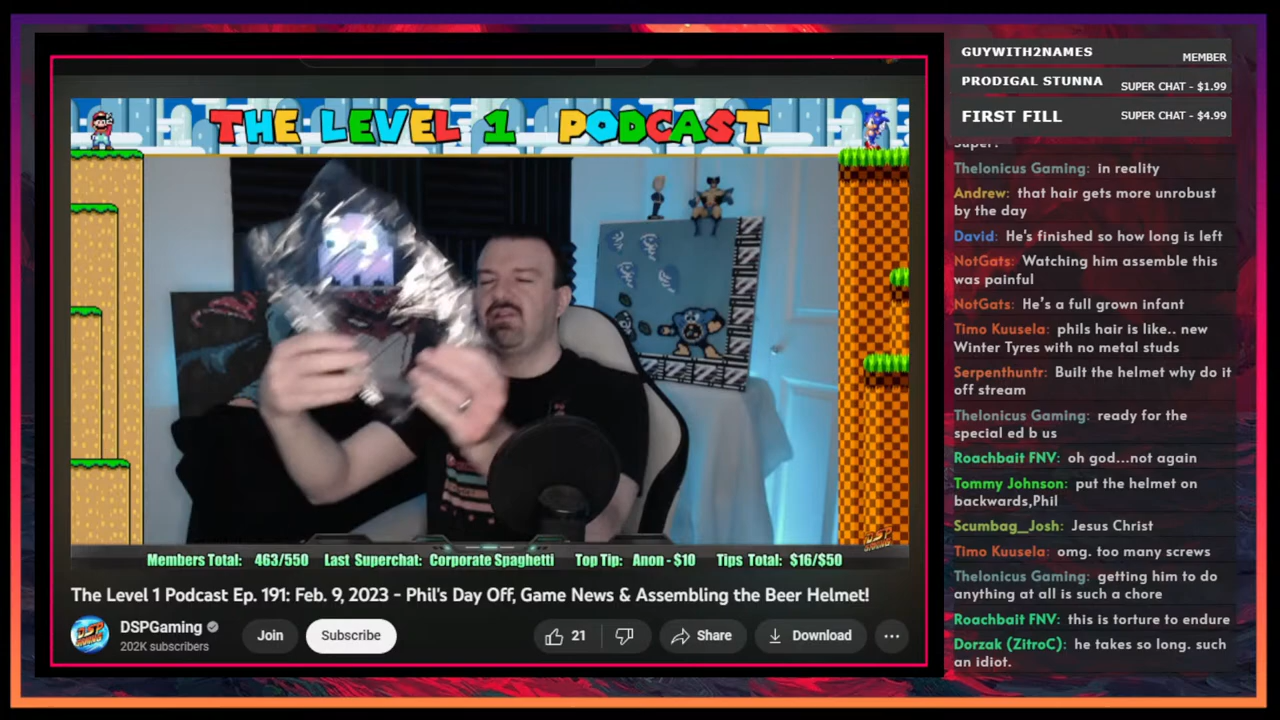 THE LEVEL 1 PODCAST
Members Total: 463/550 Last Superchat: Corporate Spaghetti Top Tip: Anon - $10 Tips Total: $16/$50
DSP GAMING
The Level 1 Podcast Ep. 191: Feb. 9, 2023 - Phil's Day Off, Game News & Assembling the Beer Helmet!
DSP GAMING
DSPGaming
202K subscribers
Join
Subscribe
21
Share
Download
GUYWITH2NAMES MEMBER
PRODIGAL STUNNA SUPER CHAT - $1.99
FIRST FILL SUPER CHAT - $4.99
Super?
Thelonicus Gaming: in reality
Andrew: that hair gets more unrobust
by the day
David: He's finished so how long is left
NotGats: Watching him assemble this
was painful
NotGats: He's a full grown infant
Timo Kuusela: phils hair is like.. new
Winter Tyres with no metal studs
Serpenthuntr: Built the helmet why do it
off stream
Thelonicus Gaming: ready for the
special ed b us
Roachbait FNV: oh god...not again
Tommy Johnson: put the helmet on
backwards,Phil
Scumbag_Josh: Jesus Christ
Timo Kuusela: omg. too many screws
Thelonicus Gaming: getting him to do
anything at all is such a chore
Roachbait FNV: this is torture to endure
Dorzak (ZitroC): he takes so long. such
an idiot.